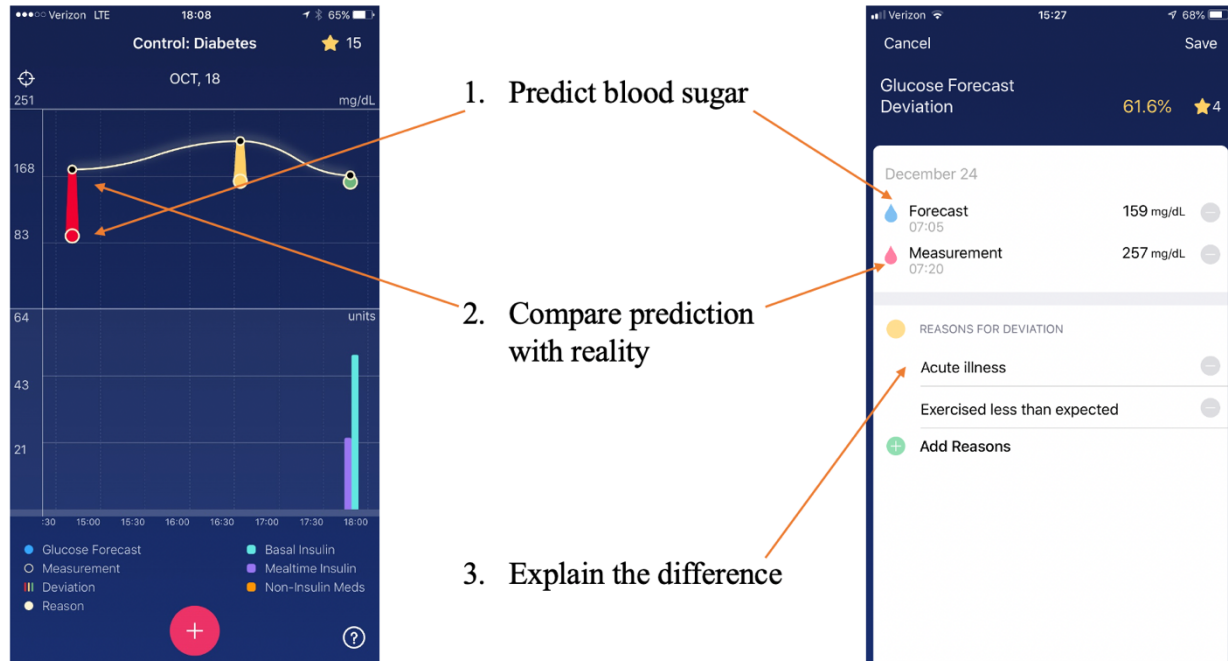 Verizon LTE 18:08 65%
Control: Diabetes 15
OCT, 18
251 mg/dL
168
83
64 units
43
21
:30 15:00 15:30 16:00 16:30 17:00 17:30 18:00
Glucose Forecast
Measurement
Deviation
Reason
Basal Insulin
Mealtime Insulin
Non-Insulin Meds
+
?
1. Predict blood sugar
2. Compare prediction
with reality
3. Explain the difference
Verizon 15:27 68%
Cancel Save
Glucose Forecast
Deviation 61.6% 4
December 24
Forecast 159 mg/dL
07:05
Measurement 257 mg/dL
07:20
REASONS FOR DEVIATION
Acute illness
Exercised less than expected
Add Reasons